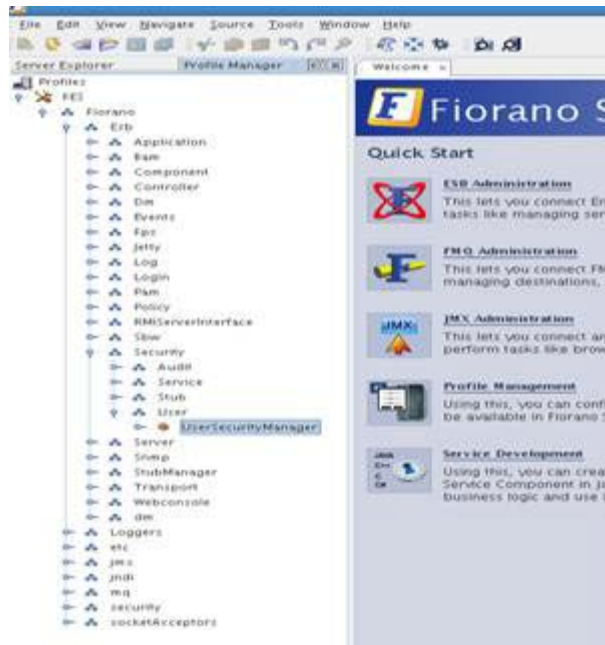 File Edit View Navigate Source Tools Window Help
Server Explorer Profile Manager
Welcome
Profiles
FES
Fiorano
Esb
Application
Bam
Component
Controller
Dm
Events
Fps
Jetty
Log
Login
Pam
Policy
RMIServerInterface
Sbw
Security
Audit
Service
Stub
User
UserSecurityManager
Server
Snmp
StubManager
Transport
Webconsole
dm
Loggers
etc
jms
jndi
mq
security
socketAcceptors
F Fiorano S
Quick Start
ESB Administration
This lets you connect En
tasks like managing ser
FMQ Administration
This lets you connect FM
managing destinations,
JMX
JMX Administration
This lets you connect an
perform tasks like brow
Profile Management
Using this, you can conf
be available in Fiorano S
JAVA
C++
C
C#
Service Development
Using this, you can crea
Service Component in Ja
business logic and use